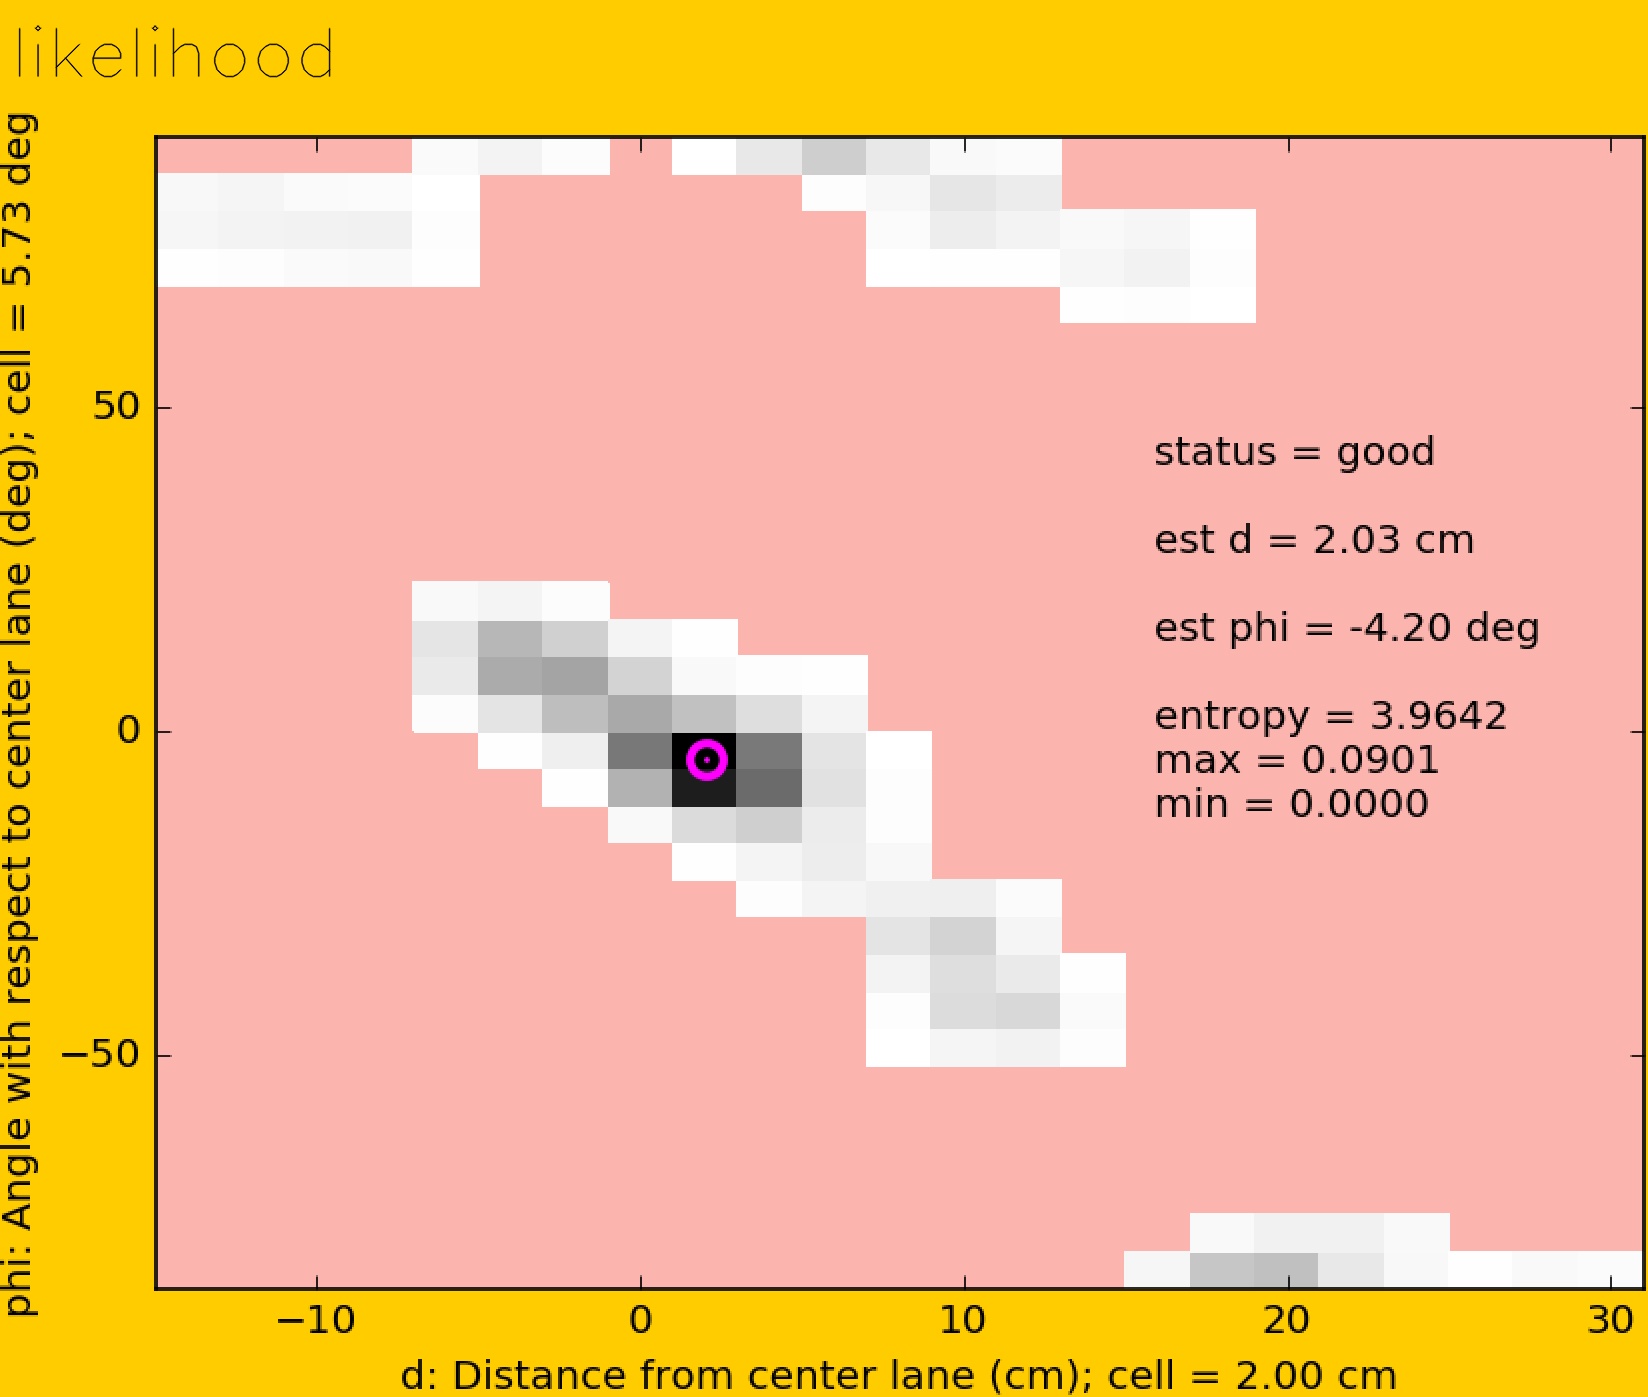 likelihood
phi: Angle with respect to center lane (deg); cell = 5.73 deg
50
0
−50
status = good
est d = 2.03 cm
est phi = -4.20 deg
entropy = 3.9642
max = 0.0901
min = 0.0000
−10 0 10 20 30
d: Distance from center lane (cm); cell = 2.00 cm